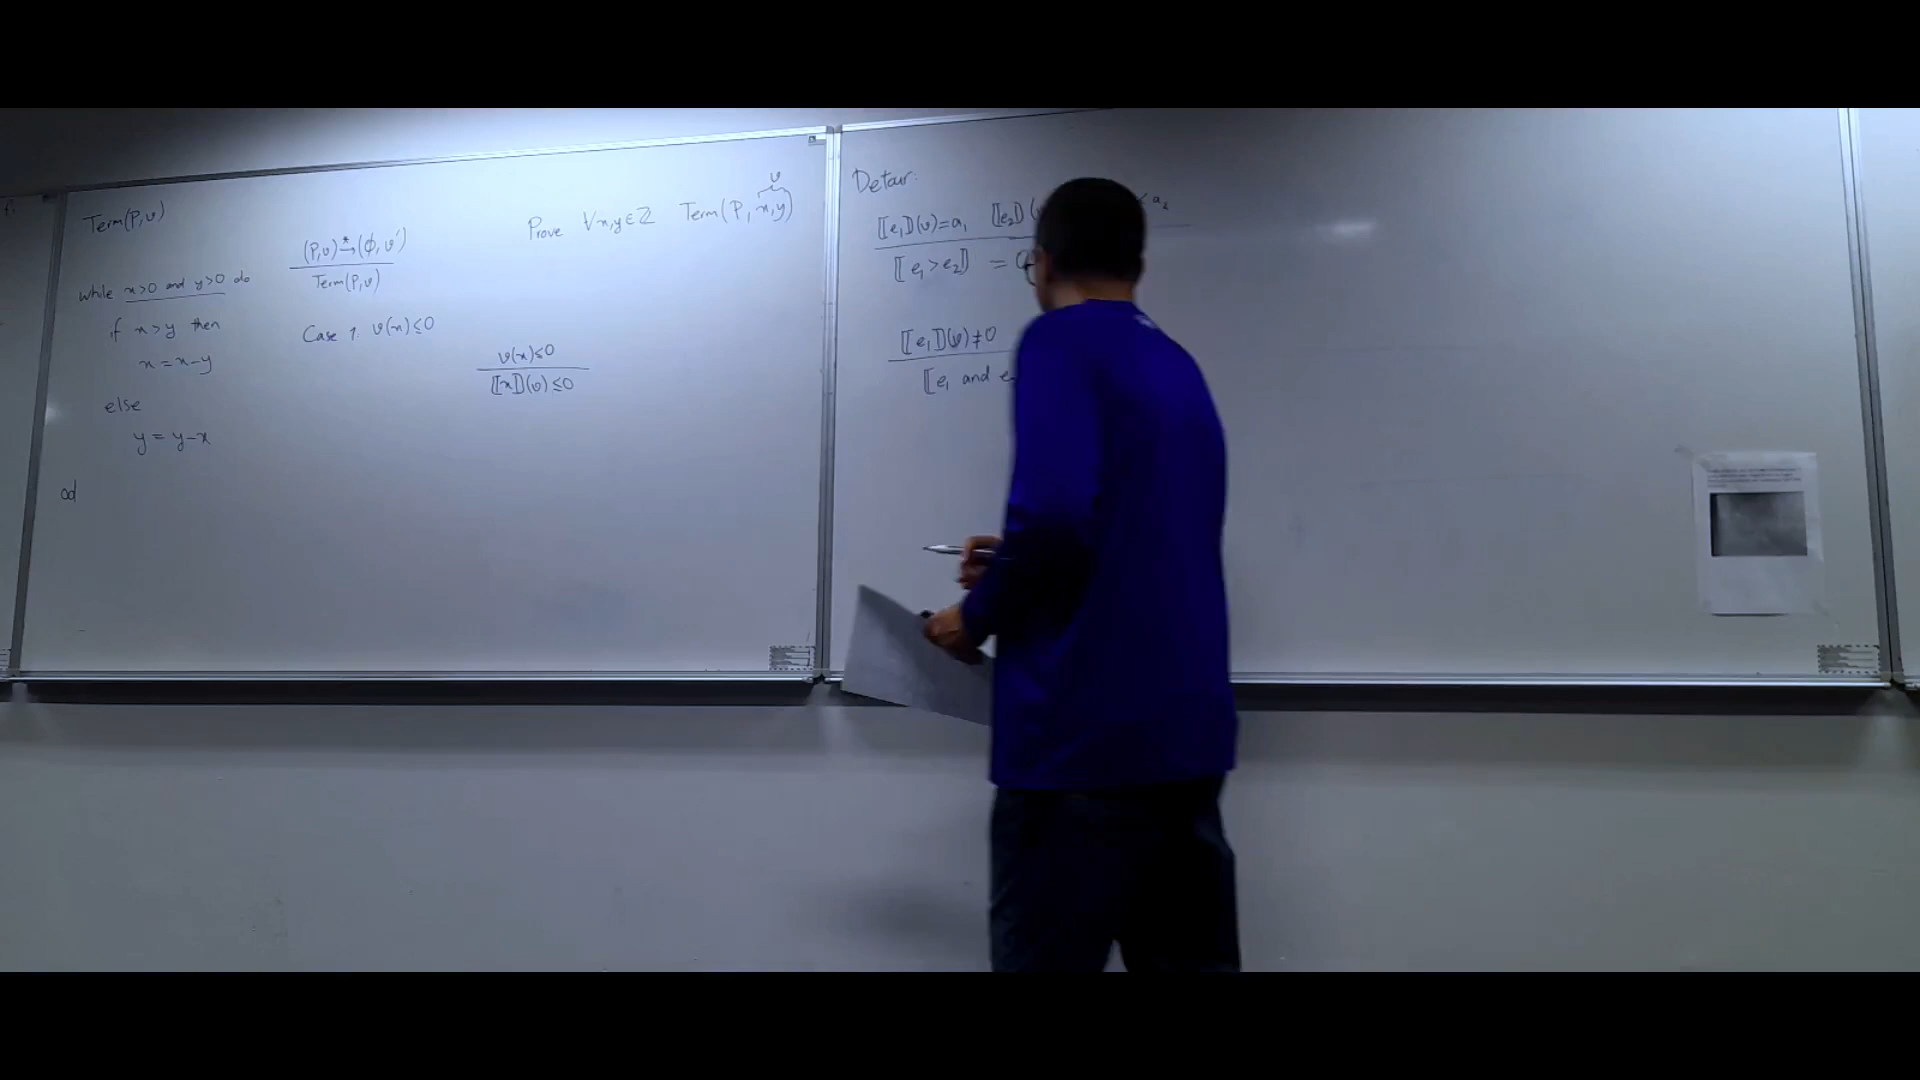 Term(P,υ)
while x>0 and y>0 do
if x>y then
x = x-y
else
y = y-x
od
(P,υ) →* (ϕ, υ')
Term(P,υ)
Case 1. υ(x) ≤ 0
υ(x) ≤ 0
⟦x⟧(υ) ≤ 0
υ
Prove ∀x,y∈ℤ Term(P, x,y)
Detour.
⟦e₁⟧(υ)=a₁ ⟦e₂⟧ a₂
⟦e₁>e₂⟧ =
⟦e₁⟧(υ)≠0
⟦e₁ and